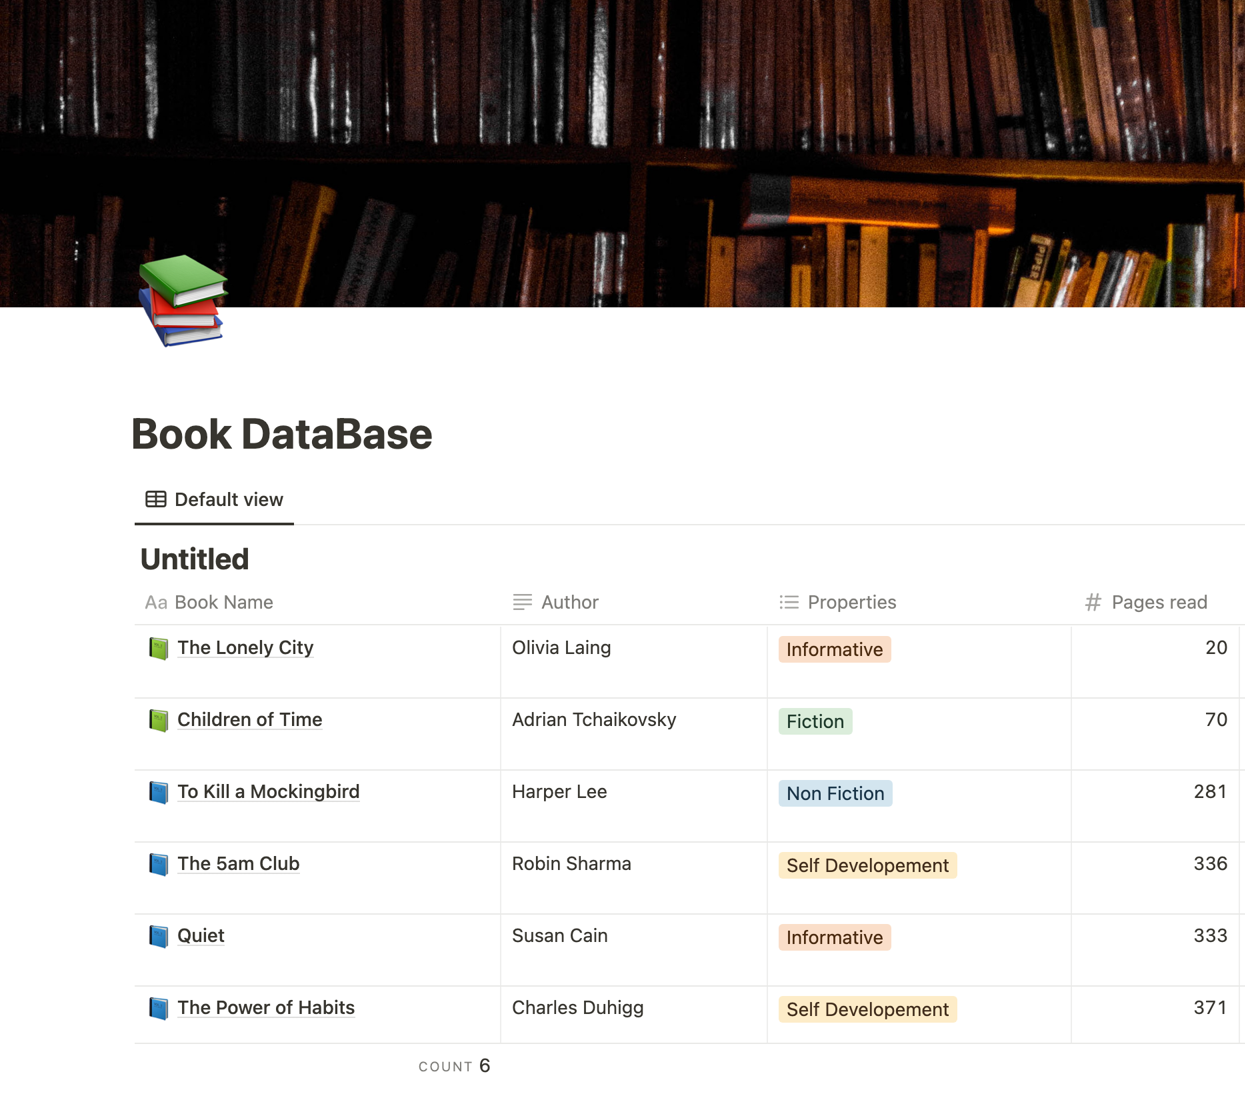 PIPER
Book DataBase
Default view
Untitled
Aa Book Name Author Properties # Pages read
The Lonely City Olivia Laing Informative 20
Children of Time Adrian Tchaikovsky Fiction 70
To Kill a Mockingbird Harper Lee Non Fiction 281
The 5am Club Robin Sharma Self Developement 336
Quiet Susan Cain Informative 333
The Power of Habits Charles Duhigg Self Developement 371
COUNT 6